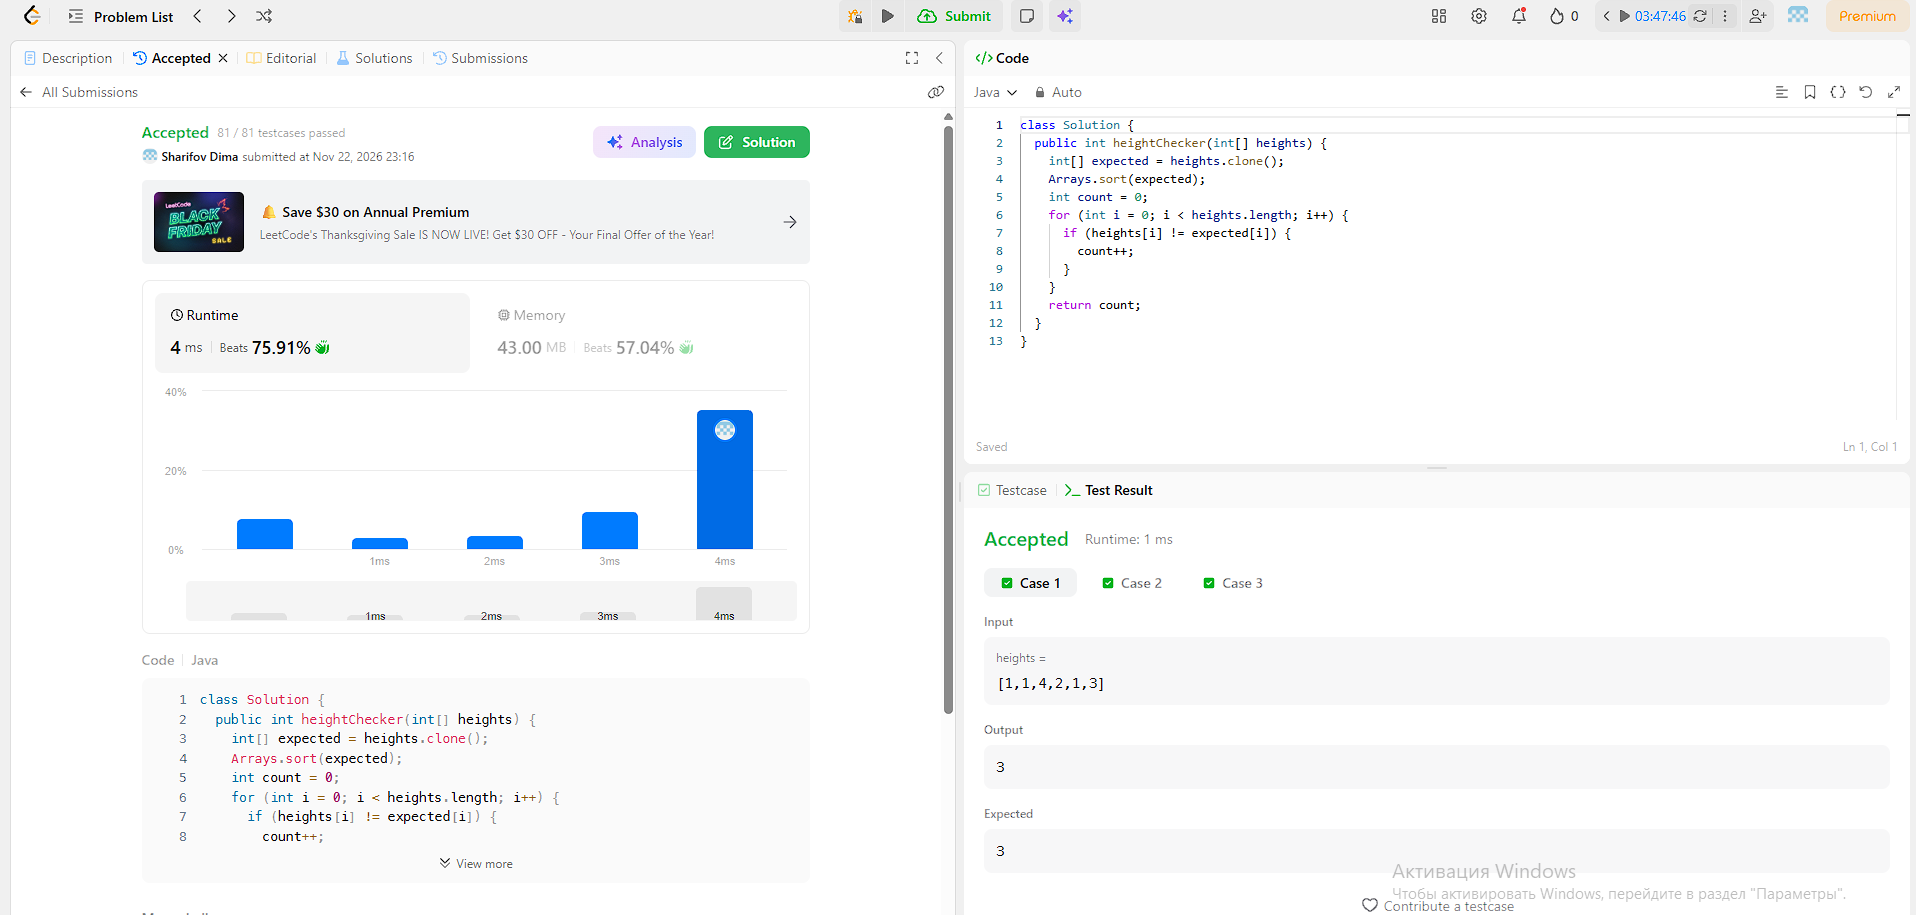 Problem List
Submit
0
03:47:46
Premium
Description
Accepted
Editorial
Solutions
Submissions
All Submissions
Accepted 81 / 81 testcases passed
Sharifov Dima submitted at Nov 22, 2026 23:16
Analysis
Solution
LeetCode
BLACK
FRIDAY
SALE
Save $30 on Annual Premium
LeetCode's Thanksgiving Sale IS NOW LIVE! Get $30 OFF - Your Final Offer of the Year!
Runtime
4 ms Beats 75.91%
Memory
43.00 MB Beats 57.04%
40%
20%
0%
1ms 2ms 3ms 4ms
1ms 2ms 3ms 4ms
Code Java
1 class Solution {
2 public int heightChecker(int[] heights) {
3 int[] expected = heights.clone();
4 Arrays.sort(expected);
5 int count = 0;
6 for (int i = 0; i < heights.length; i++) {
7 if (heights[i] != expected[i]) {
8 count++;
View more
</> Code
Java Auto
1 class Solution {
2 public int heightChecker(int[] heights) {
3 int[] expected = heights.clone();
4 Arrays.sort(expected);
5 int count = 0;
6 for (int i = 0; i < heights.length; i++) {
7 if (heights[i] != expected[i]) {
8 count++;
9 }
10 }
11 return count;
12 }
13 }
Saved
Ln 1, Col 1
Testcase
Test Result
Accepted Runtime: 1 ms
Case 1 Case 2 Case 3
Input
heights =
[1,1,4,2,1,3]
Output
3
Expected
3
Активация Windows
Чтобы активировать Windows, перейдите в раздел "Параметры".
Contribute a testcase